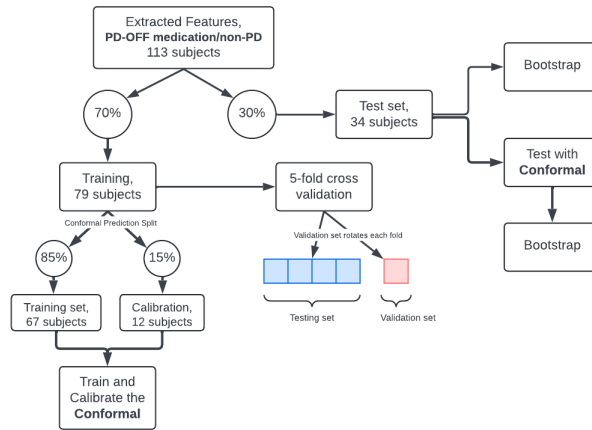 Extracted Features,
PD-OFF medication/non-PD
113 subjects
70%
30%
Test set,
34 subjects
Bootstrap
Test with
Conformal
Bootstrap
Training,
79 subjects
5-fold cross
validation
Conformal Prediction Split
Validation set rotates each fold
85%
15%
Testing set
Validation set
Training set,
67 subjects
Calibration,
12 subjects
Train and
Calibrate the
Conformal